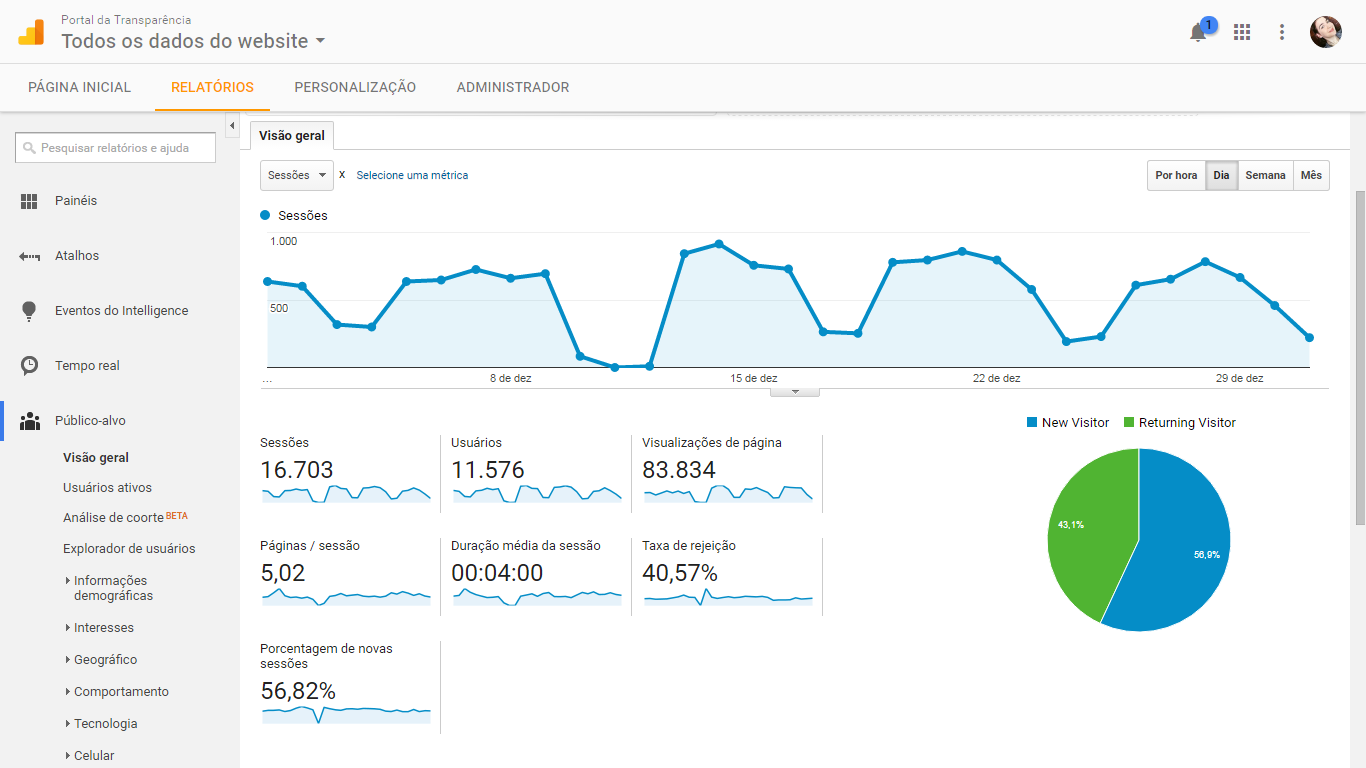 Portal da Transparência
Todos os dados do website
1
PÁGINA INICIAL
RELATÓRIOS
PERSONALIZAÇÃO
ADMINISTRADOR
Pesquisar relatórios e ajuda
Painéis
Atalhos
Eventos do Intelligence
Tempo real
Público-alvo
Visão geral
Usuários ativos
Análise de coorte BETA
Explorador de usuários
Informações
demográficas
Interesses
Geográfico
Comportamento
Tecnologia
Celular
Visão geral
Sessões x Selecione uma métrica
Por hora Dia Semana Mês
Sessões
1.000
500
... 8 de dez 15 de dez 22 de dez 29 de dez
New Visitor Returning Visitor
43,1%
56,9%
Sessões
16.703
Usuários
11.576
Visualizações de página
83.834
Páginas / sessão
5,02
Duração média da sessão
00:04:00
Taxa de rejeição
40,57%
Porcentagem de novas
sessões
56,82%